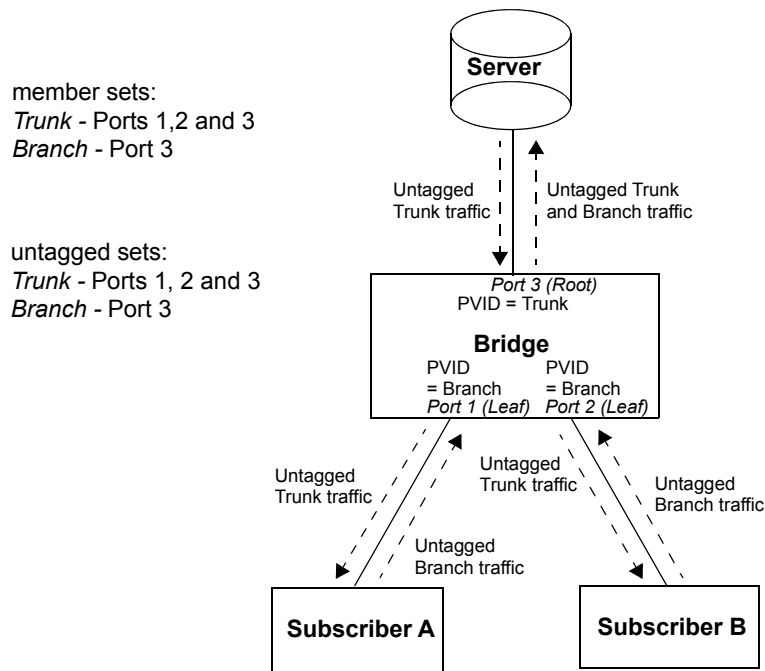 Server
member sets:
Trunk - Ports 1,2 and 3
Branch - Port 3
Untagged
Trunk traffic
Untagged Trunk
and Branch traffic
untagged sets:
Trunk - Ports 1, 2 and 3
Branch - Port 3
Port 3 (Root)
PVID = Trunk
Bridge
PVID
= Branch
Port 1 (Leaf)
PVID
= Branch
Port 2 (Leaf)
Untagged
Trunk traffic
Untagged
Branch traffic
Untagged
Trunk traffic
Untagged
Branch traffic
Subscriber A
Subscriber B